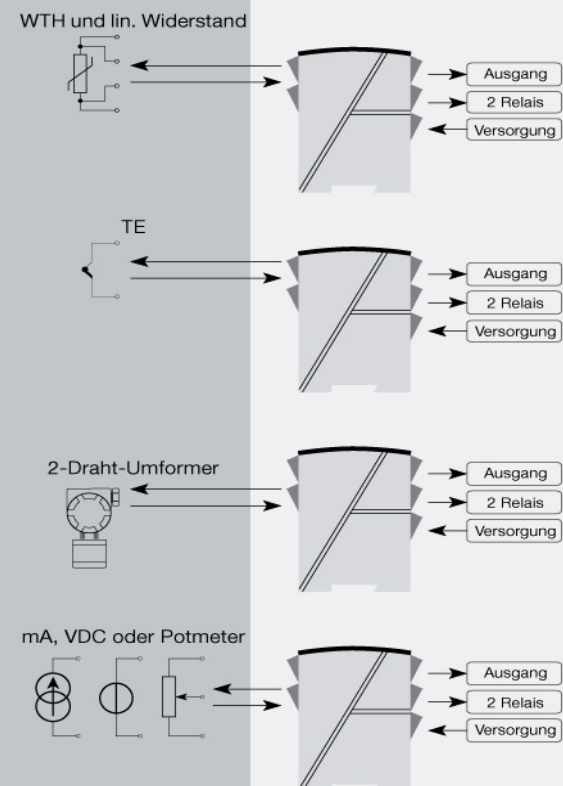 WTH und lin. Widerstand
Ausgang
2 Relais
Versorgung
TE
Ausgang
2 Relais
Versorgung
2-Draht-Umformer
Ausgang
2 Relais
Versorgung
mA, VDC oder Potmeter
Ausgang
2 Relais
Versorgung